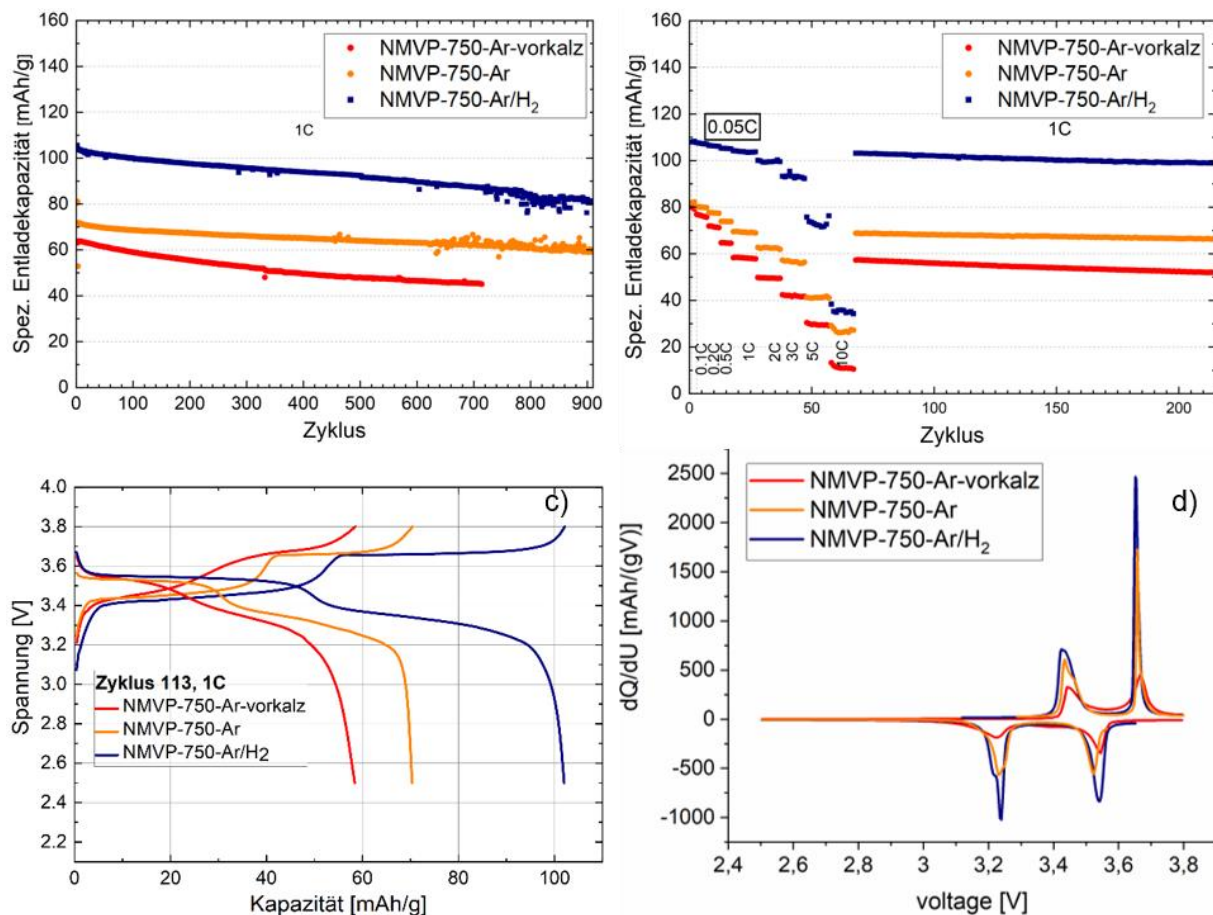 160
140
120
100
80
60
40
20
0
Spez. Entladekapazität [mAh/g]
NMVP-750-Ar-vorkalz
NMVP-750-Ar
NMVP-750-Ar/H₂
1C
0 100 200 300 400 500 600 700 800 900
Zyklus
160
140
120
100
80
60
40
20
0
Spez. Entladekapazität [mAh/g]
NMVP-750-Ar-vorkalz
NMVP-750-Ar
NMVP-750-Ar/H₂
0.05C
1C
0.1C
0.2C
0.5C
1C
2C
3C
5C
10C
0 50 100 150 200
Zyklus
c)
4.0
3.8
3.6
3.4
3.2
3.0
2.8
2.6
2.4
2.2
Spannung [V]
Zyklus 113, 1C
NMVP-750-Ar-vorkalz
NMVP-750-Ar
NMVP-750-Ar/H2
0 20 40 60 80 100
Kapazität [mAh/g]
d)
2500
2000
1500
1000
500
0
-500
-1000
dQ/dU [mAh/(gV)]
NMVP-750-Ar-vorkalz
NMVP-750-Ar
NMVP-750-Ar/H₂
2,4 2,6 2,8 3 3,2 3,4 3,6 3,8
voltage [V]